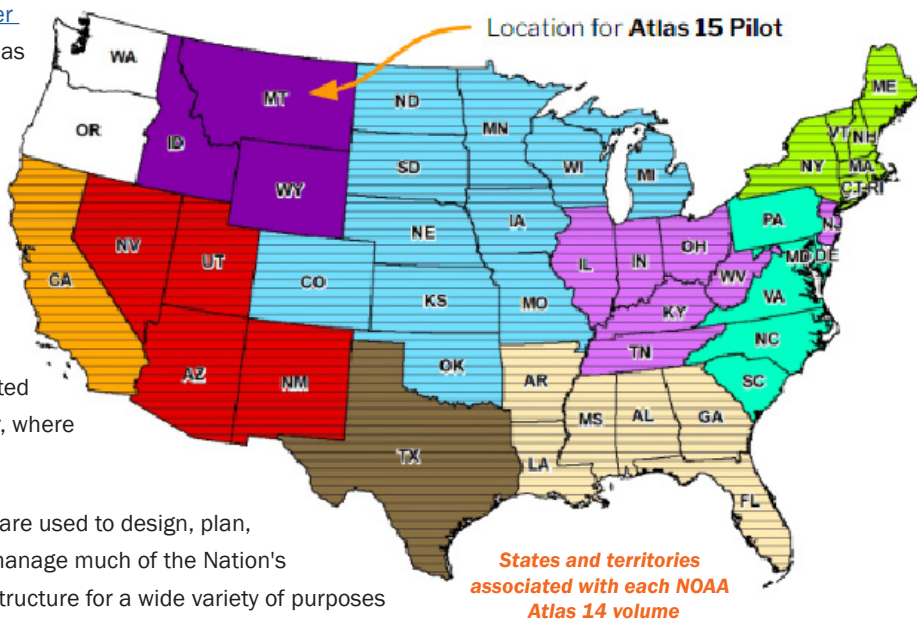 er
Location for Atlas 15 Pilot
as
WA
MT
ND
ME
OR
MN
VT
NH
ID
SD
WI
NY
MA
MI
CT
RI
WY
IA
PA
NJ
NE
OH
NV
IL
IN
MD
DE
UT
CO
WV
CA
KS
MO
VA
KY
NC
TN
OK
AZ
NM
AR
SC
ted
MS
AL
GA
, where
TX
LA
FL
are used to design, plan,
nanage much of the Nation's
structure for a wide variety of purposes
States and territories
associated with each NOAA
Atlas 14 volume